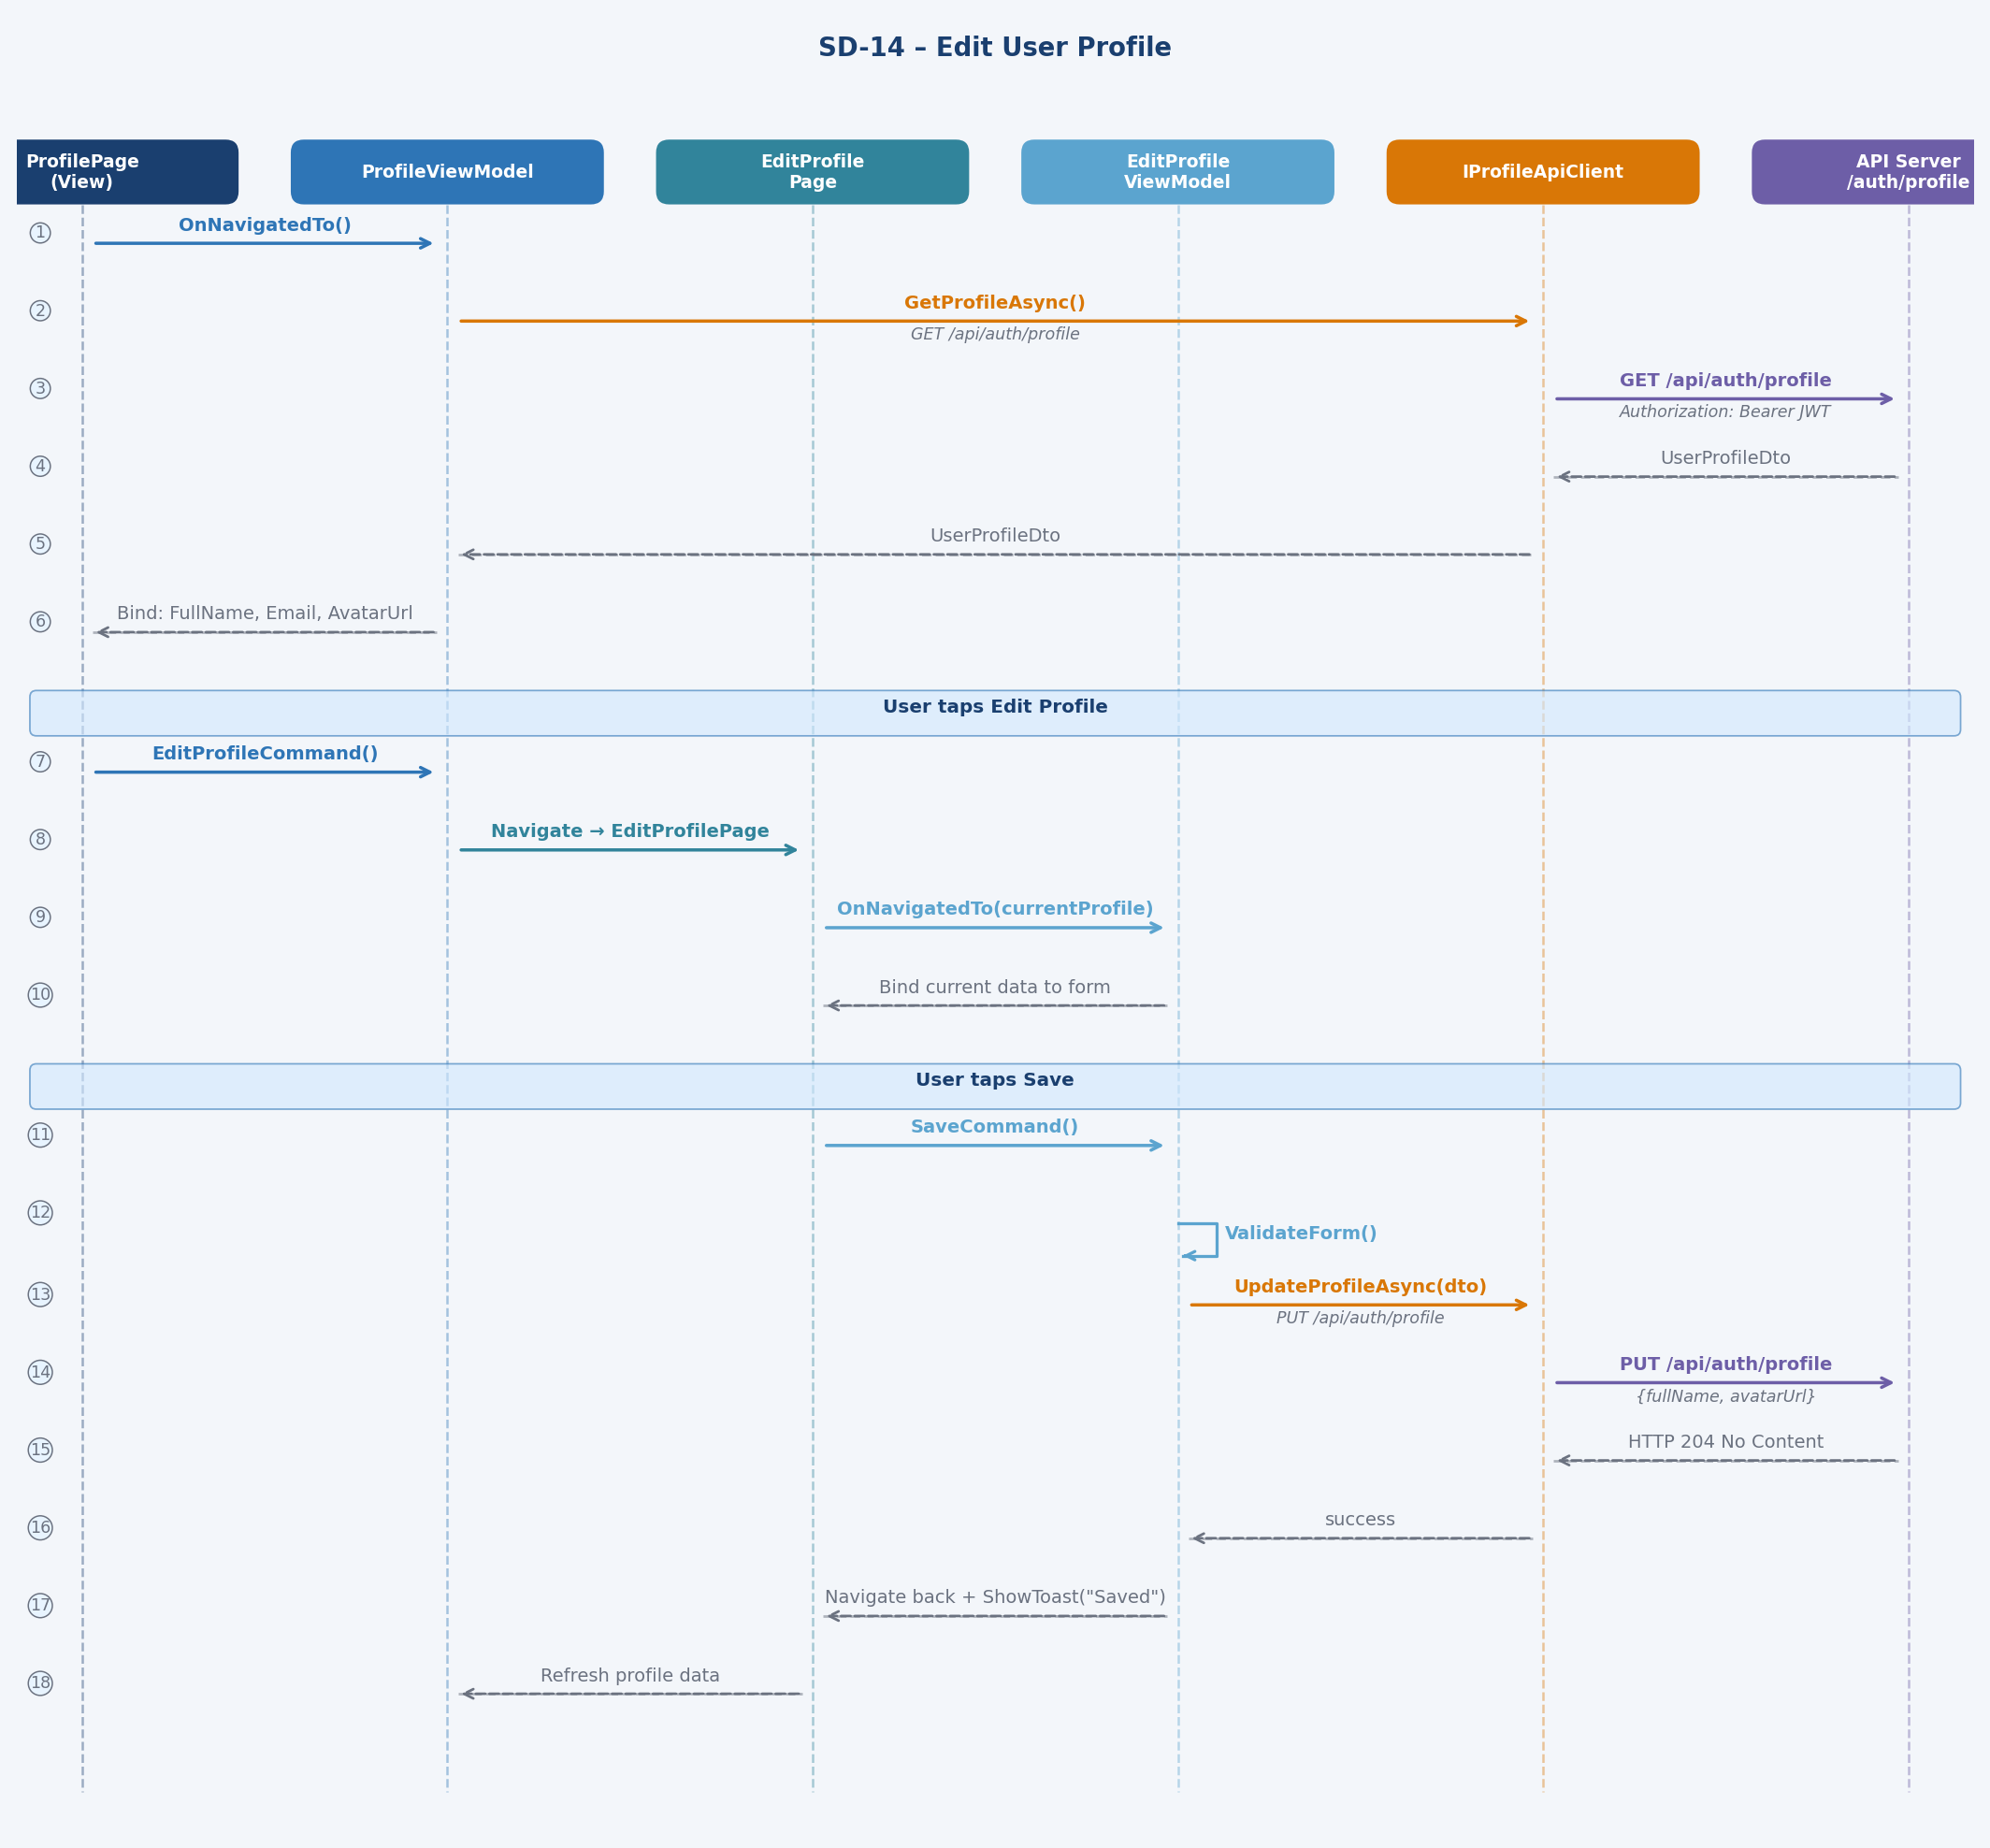 SD-14 – Edit User Profile
ProfilePage
(View)
ProfileViewModel
EditProfile
Page
EditProfile
ViewModel
IProfileApiClient
API Server
/auth/profile
1
OnNavigatedTo()
2
GetProfileAsync()
GET /api/auth/profile
3
GET /api/auth/profile
Authorization: Bearer JWT
4
UserProfileDto
5
UserProfileDto
6
Bind: FullName, Email, AvatarUrl
User taps Edit Profile
7
EditProfileCommand()
8
Navigate → EditProfilePage
9
OnNavigatedTo(currentProfile)
10
Bind current data to form
User taps Save
11
SaveCommand()
12
ValidateForm()
13
UpdateProfileAsync(dto)
PUT /api/auth/profile
14
PUT /api/auth/profile
{fullName, avatarUrl}
15
HTTP 204 No Content
16
success
17
Navigate back + ShowToast("Saved")
18
Refresh profile data